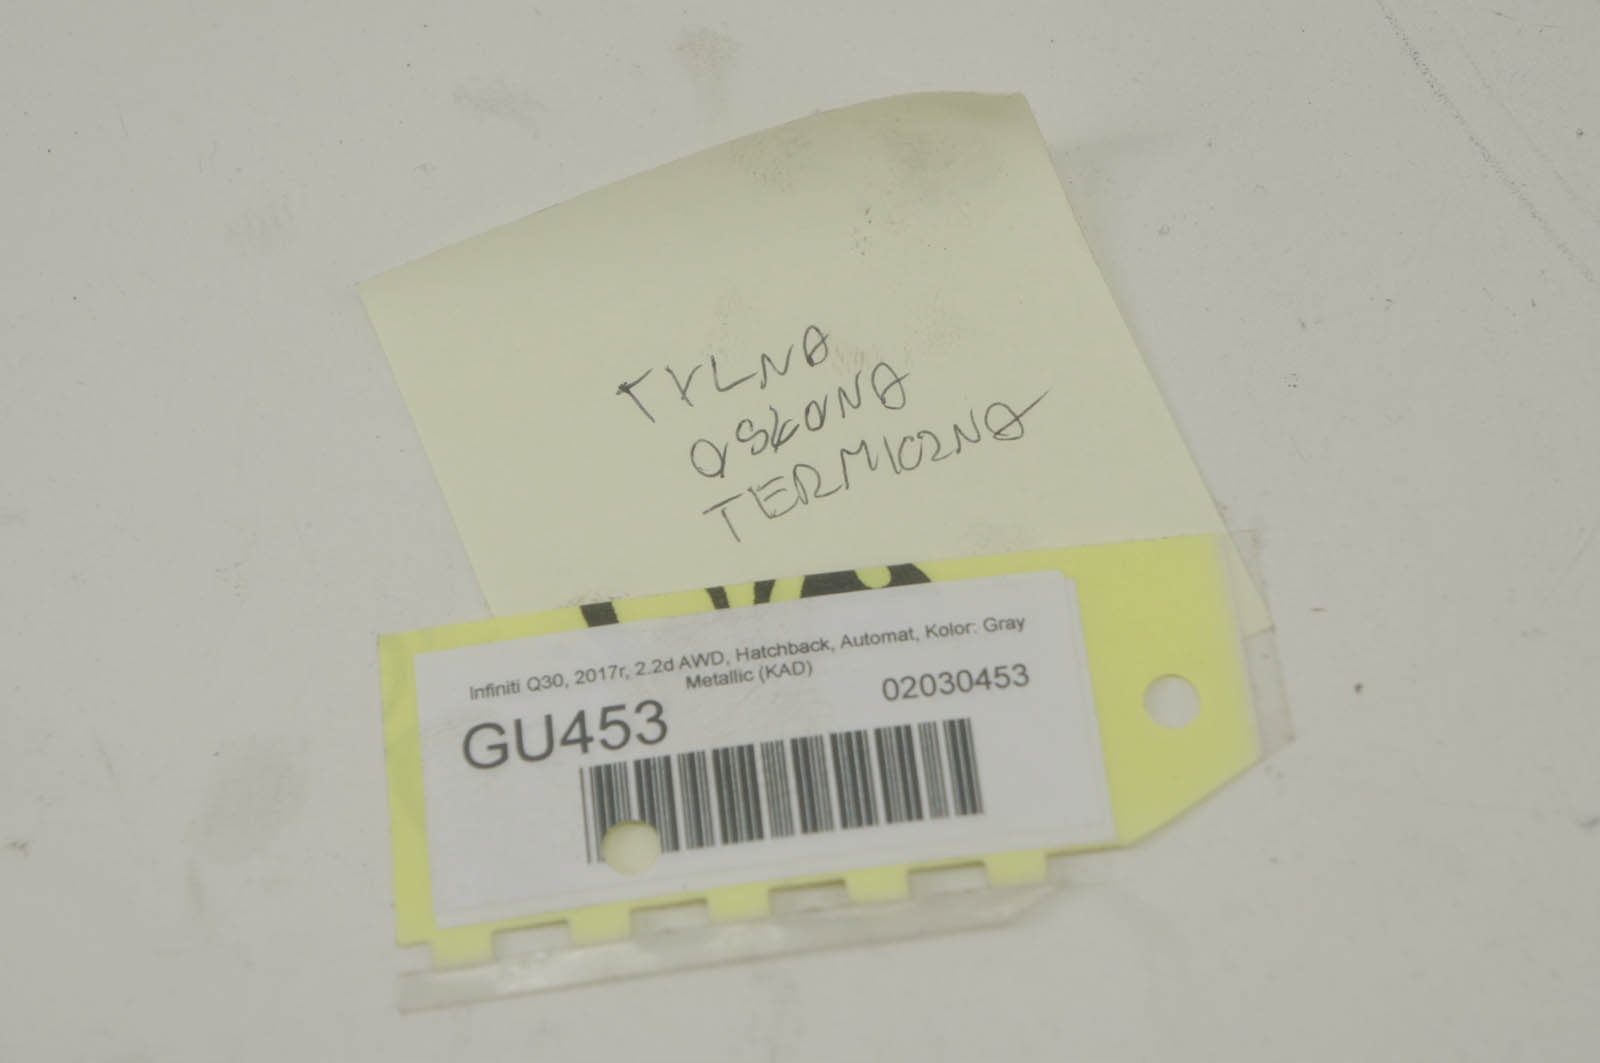 TYLNA
OSŁONA
TERMICZNA
Infiniti Q30, 2017r, 2.2d AWD, Hatchback, Automat, Kolor: Gray
Metallic (KAD)
GU453
02030453